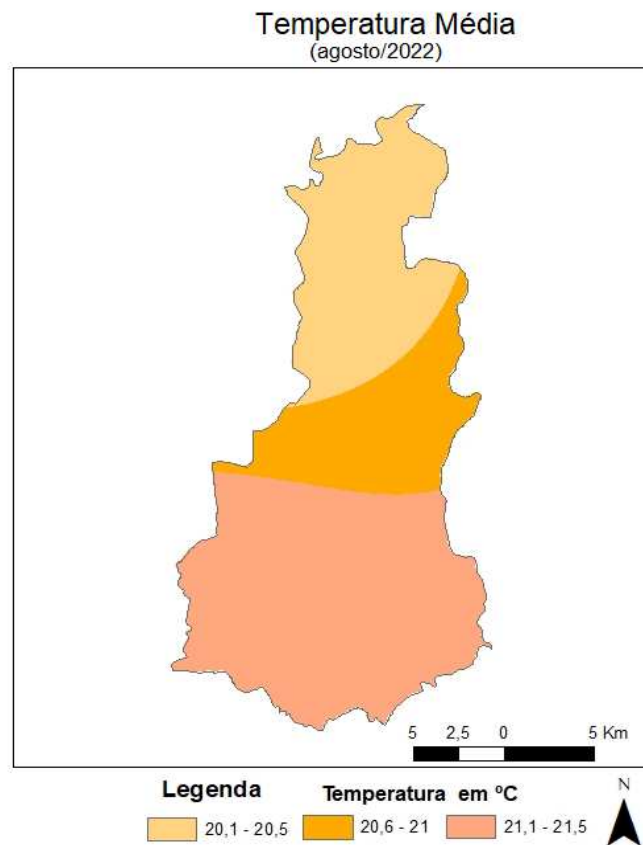 Temperatura Média
(agosto/2022)
5 2,5 0 5 Km
Legenda Temperatura em ºC N
20,1 - 20,5 20,6 - 21 21,1 - 21,5